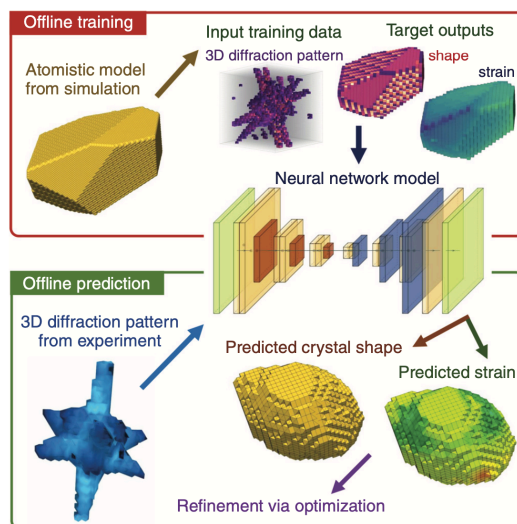 Offline training
Input training data
3D diffraction pattern
Target outputs
shape
strain
Atomistic model
from simulation
Neural network model
Offline prediction
3D diffraction pattern
from experiment
Predicted crystal shape
Predicted strain
Refinement via optimization